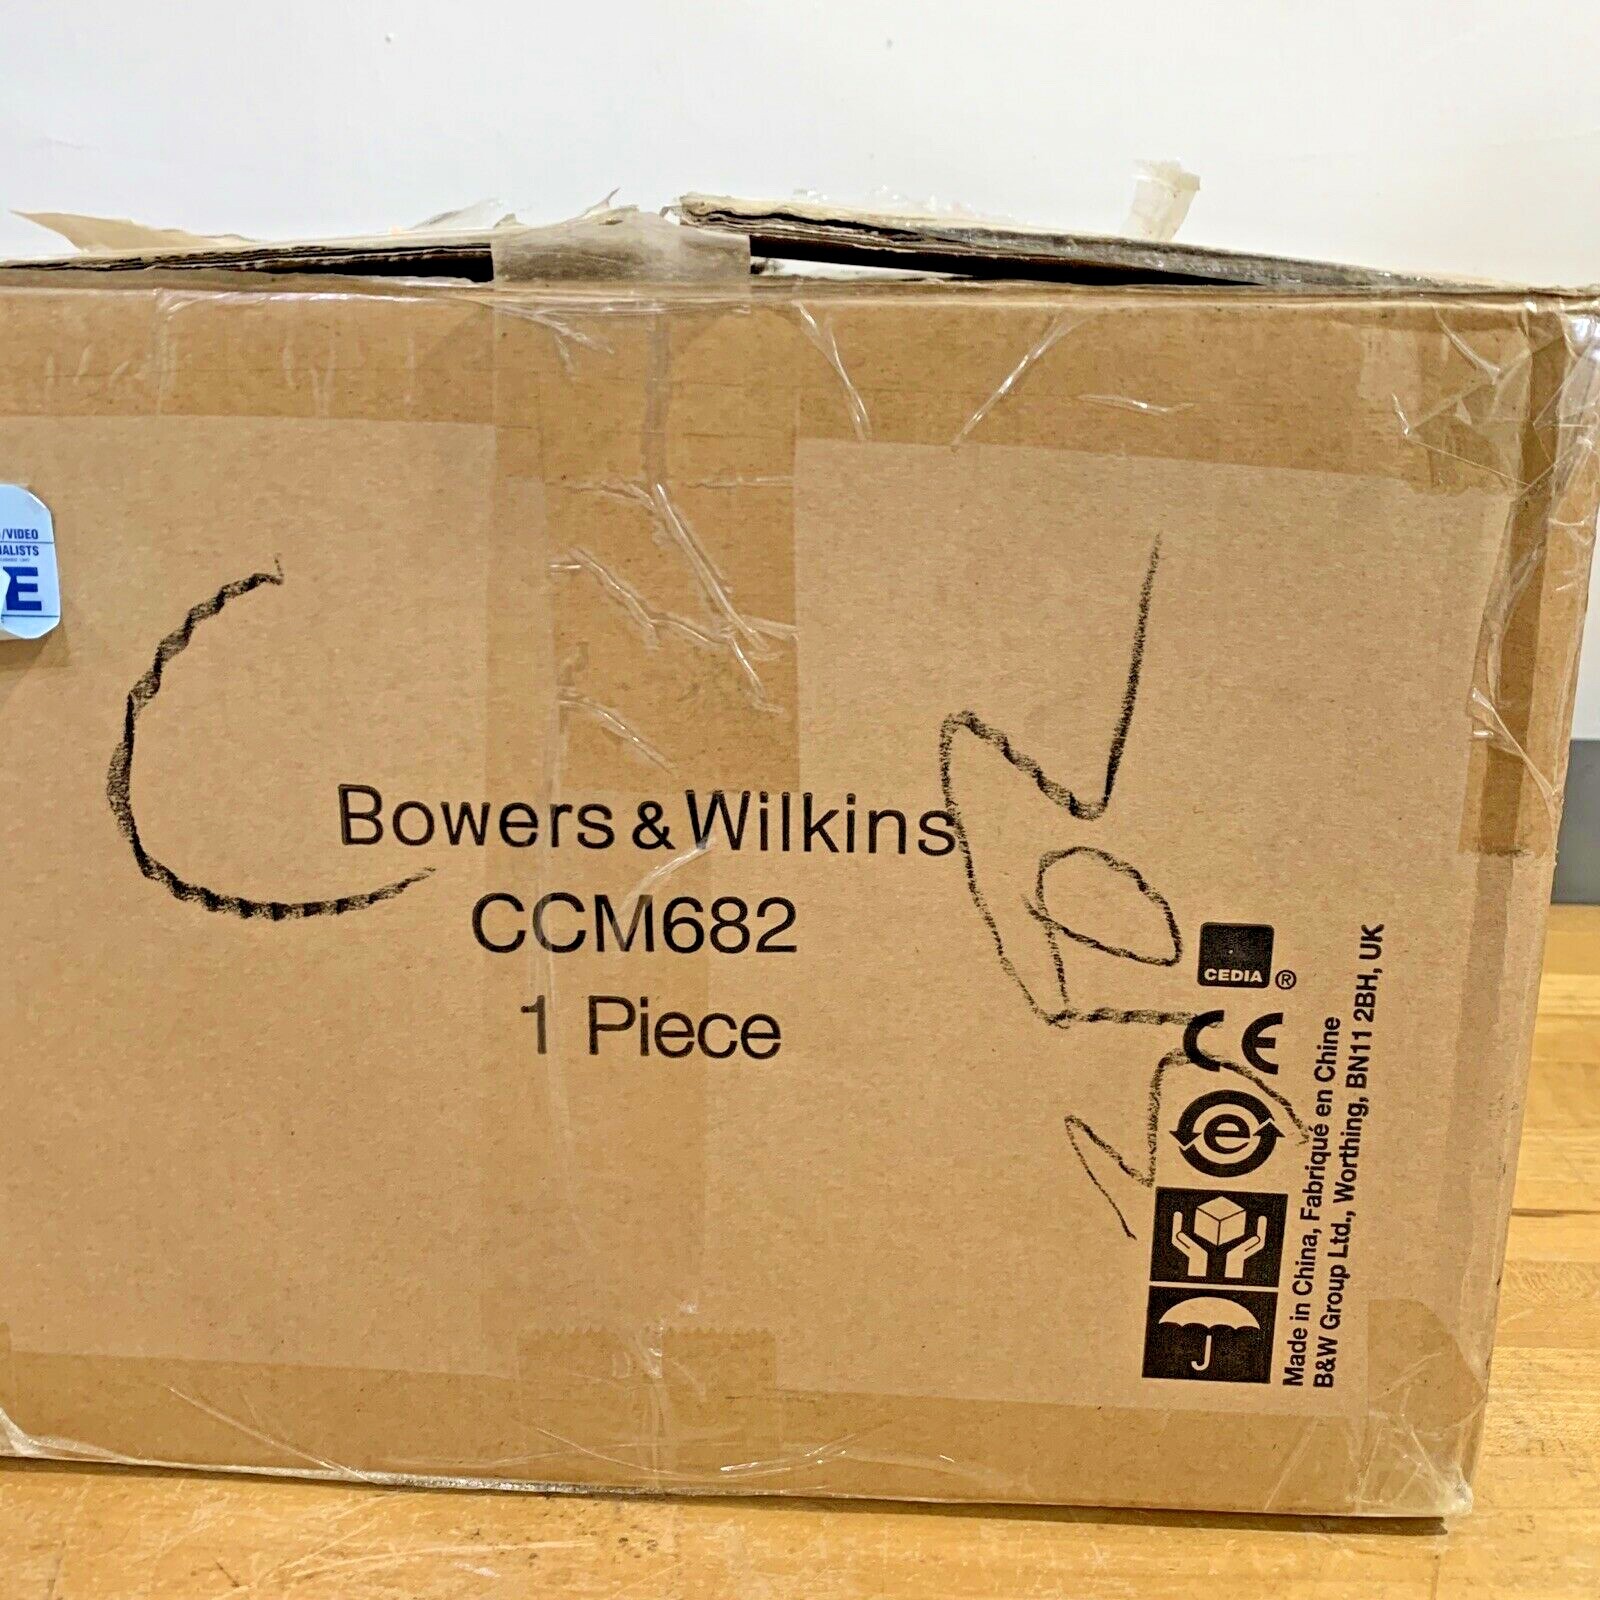 /VIDEO
IALISTS
E
C
Bowers & Wilkins
CCM682
1 Piece
CEDIA ®
CE
e
Made in China, Fabriqué en Chine
B&W Group Ltd., Worthing, BN11 2BH, UK